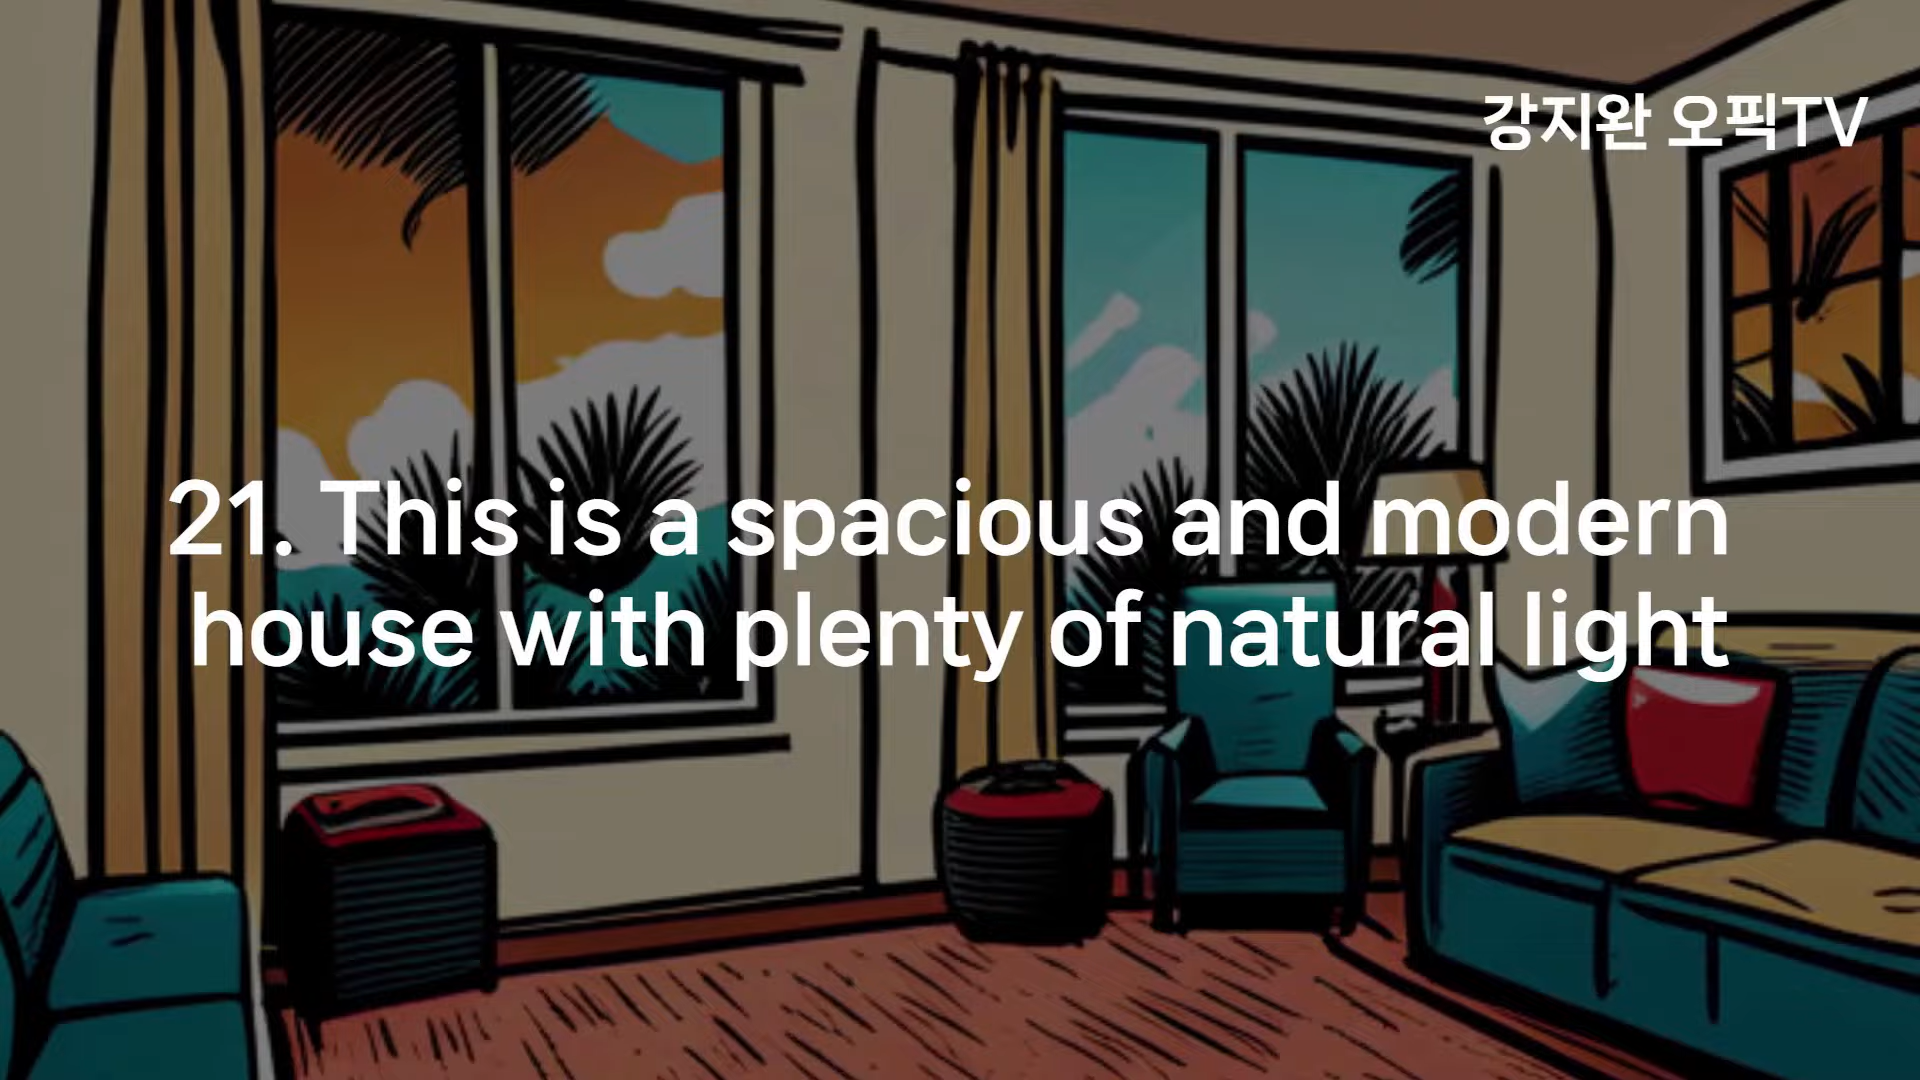 강지완 오픽TV
21. This is a spacious and modern
house with plenty of natural light